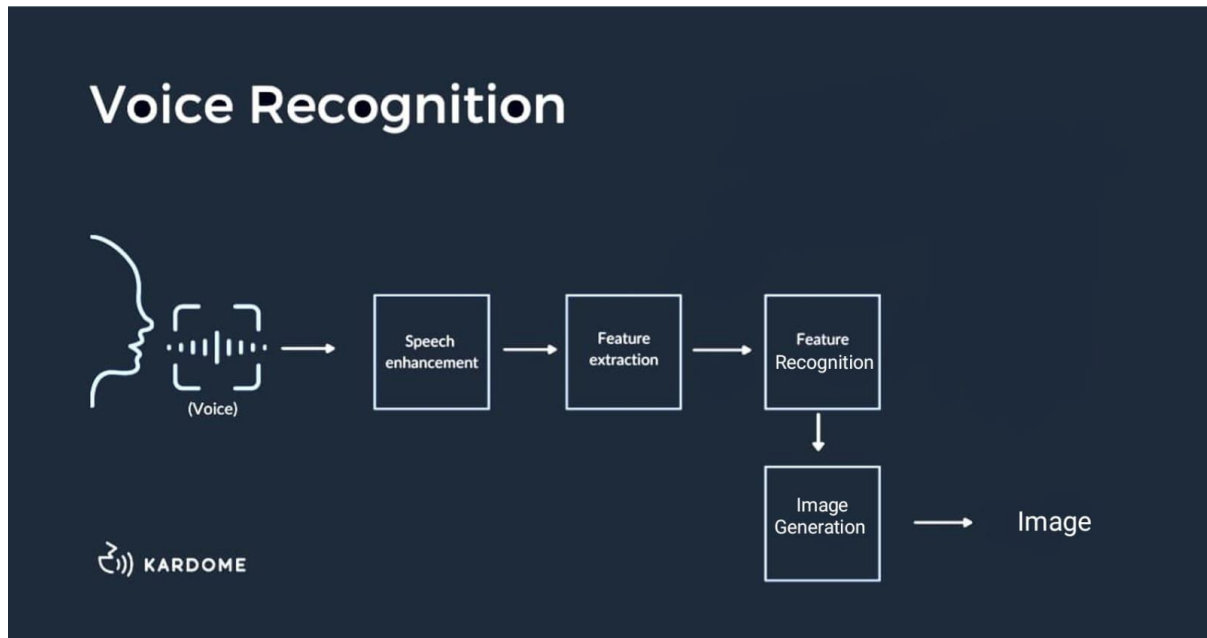 Voice Recognition
(Voice)
Speech
enhancement
Feature
extraction
Feature
Recognition
Image
Generation
Image
KARDOME